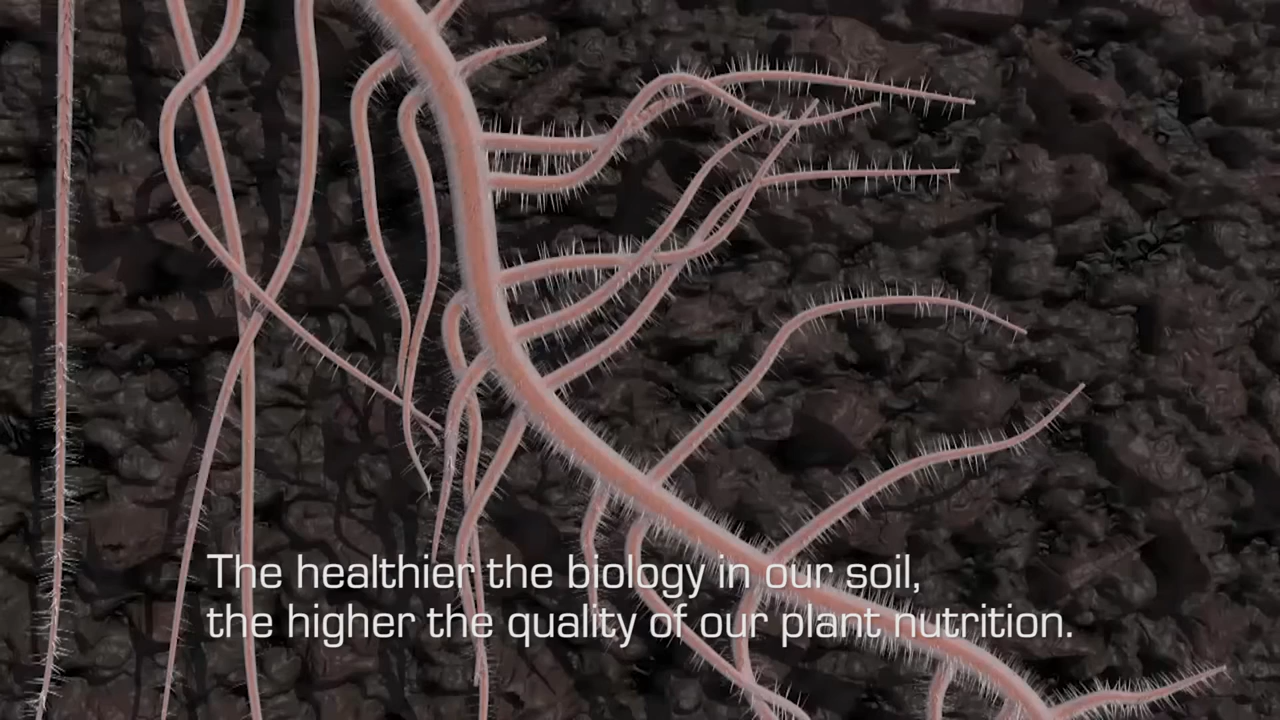 The healthier the biology in our soil,
the higher the quality of our plant nutrition.